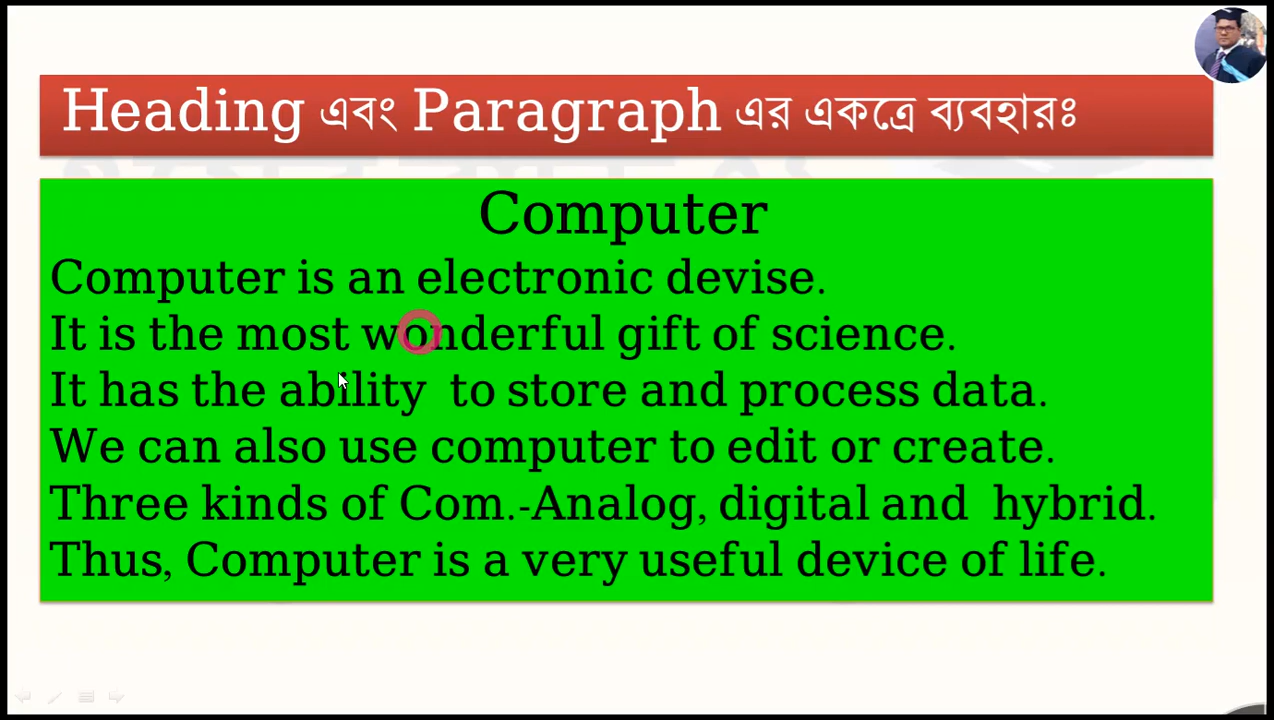 Heading এবং Paragraph এর একত্রে ব্যবহারঃ
Computer
Computer is an electronic devise.
It is the most wonderful gift of science.
It has the ability to store and process data.
We can also use computer to edit or create.
Three kinds of Com.-Analog, digital and hybrid.
Thus, Computer is a very useful device of life.